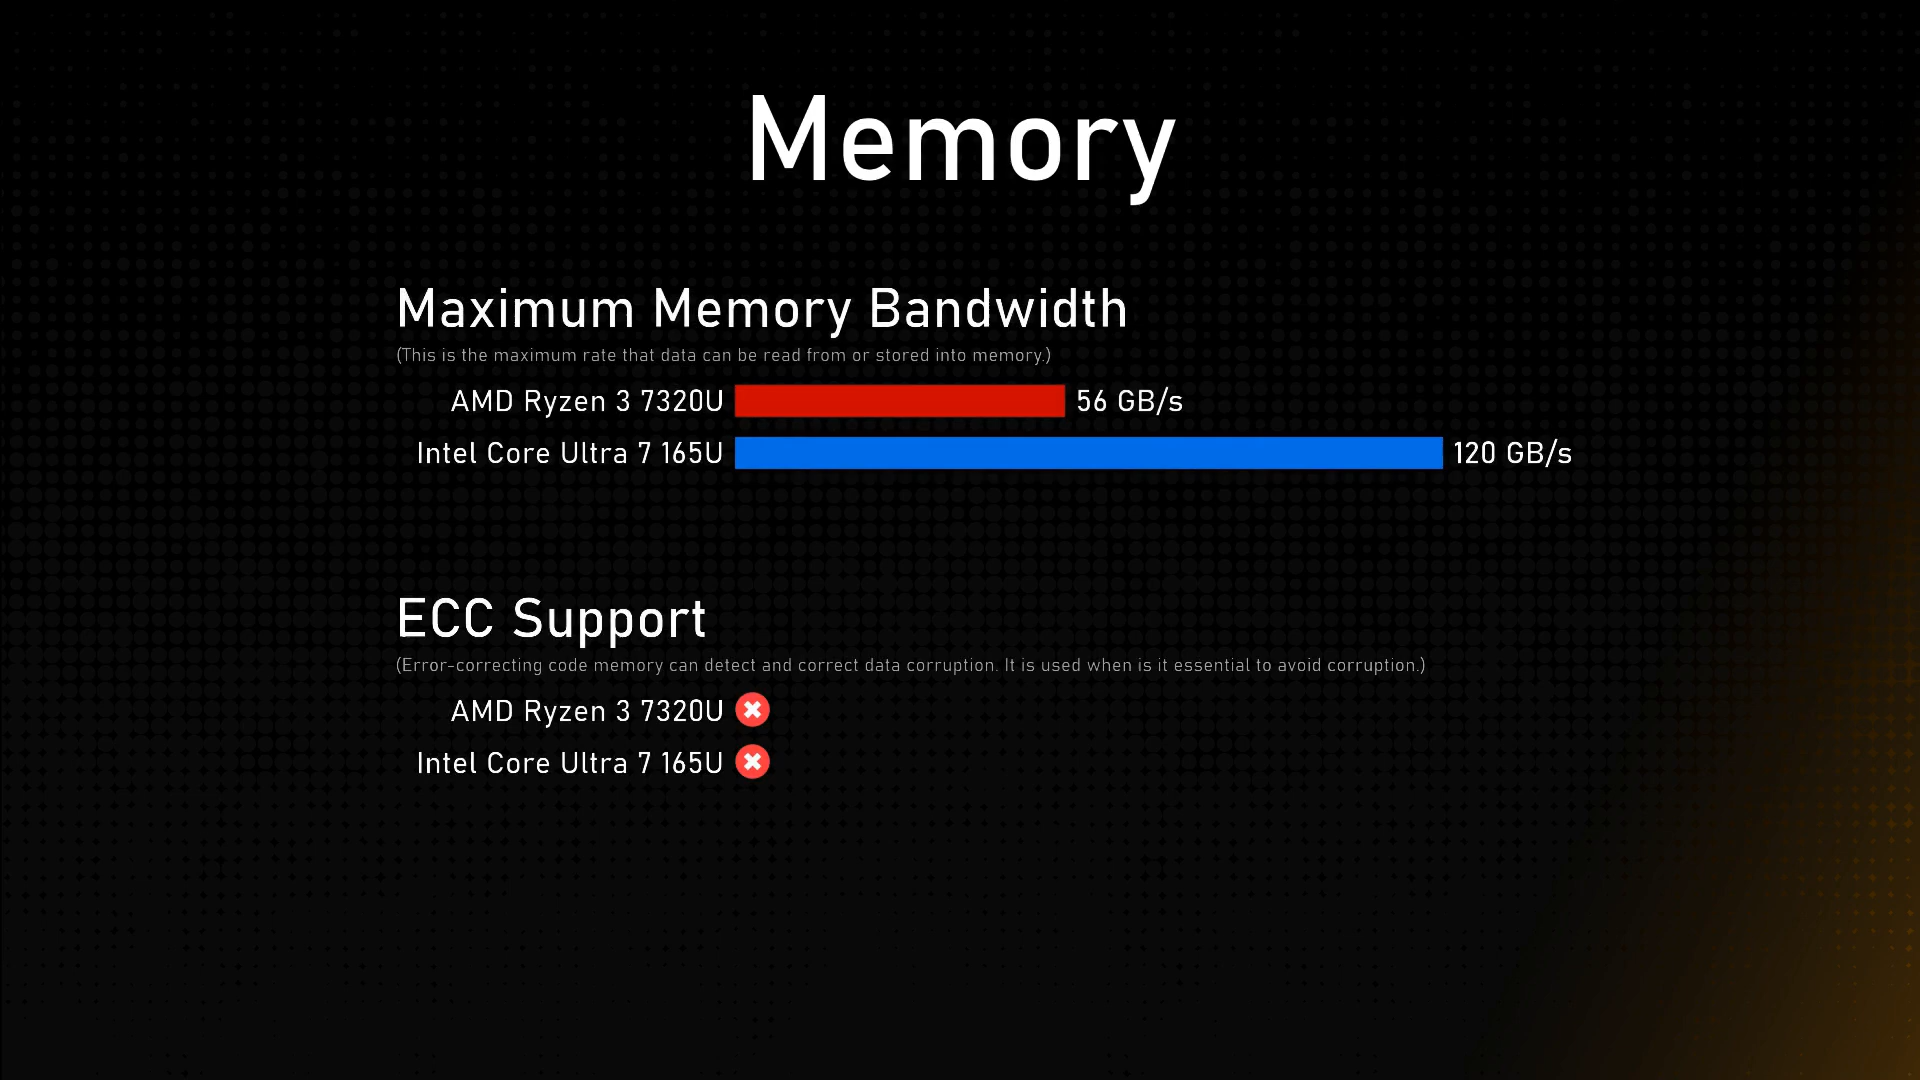 Memory
Maximum Memory Bandwidth
(This is the maximum rate that data can be read from or stored into memory.)
AMD Ryzen 3 7320U 56 GB/s
Intel Core Ultra 7 165U 120 GB/s
ECC Support
(Error-correcting code memory can detect and correct data corruption. It is used when is it essential to avoid corruption.)
AMD Ryzen 3 7320U
Intel Core Ultra 7 165U